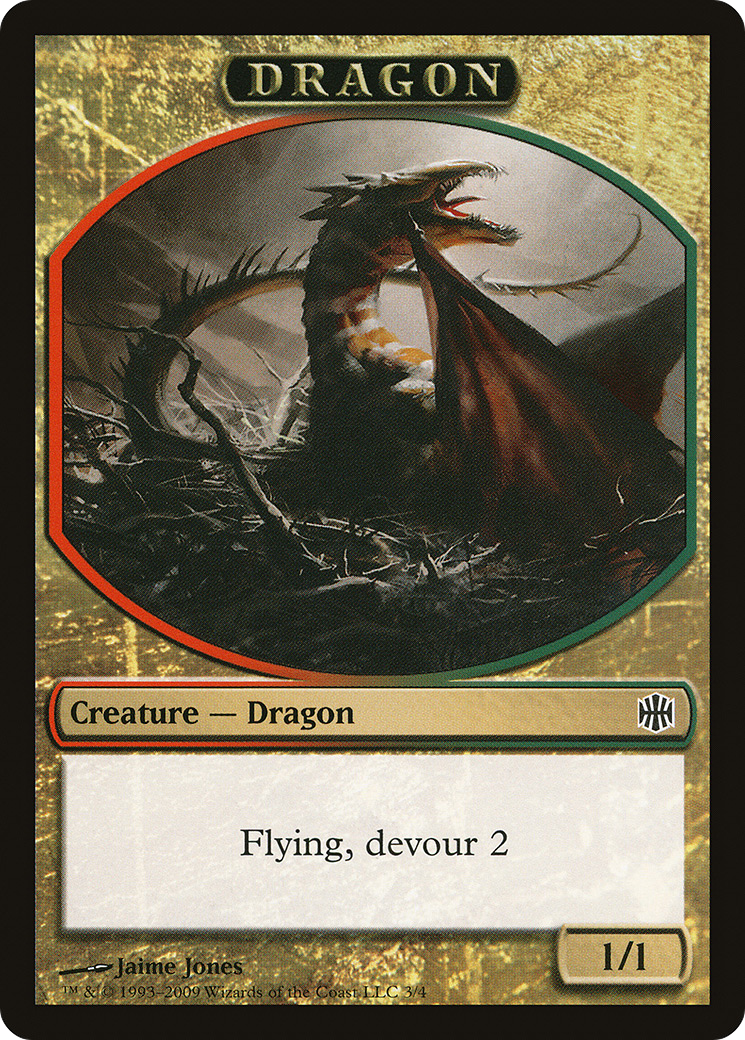 DRAGON
Creature — Dragon
Flying, devour 2
1/1
Jaime Jones
™ & © 1993–2009 Wizards of the Coast LLC 3/4